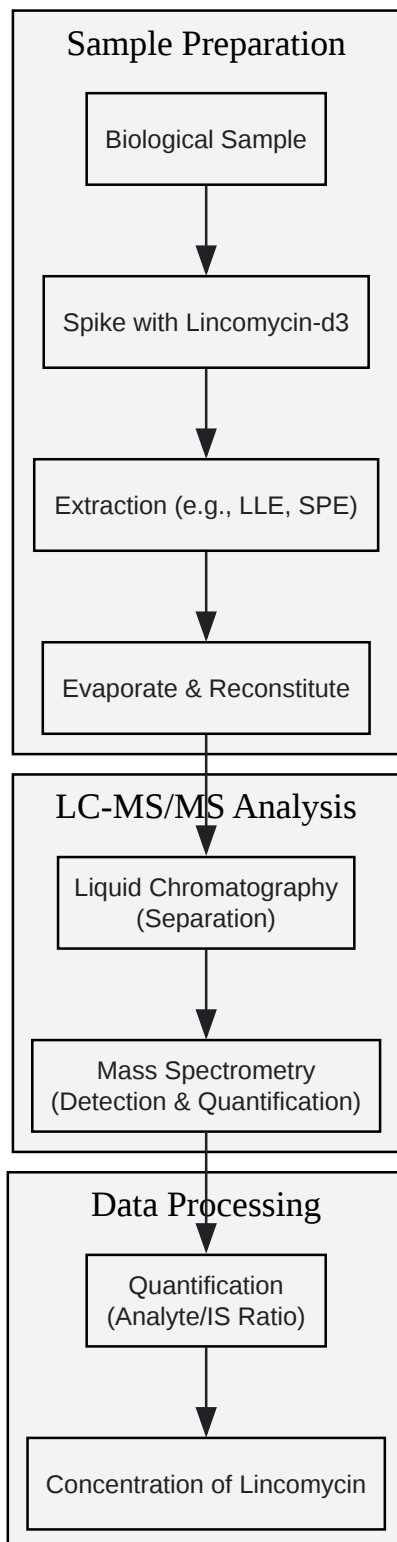 Sample Preparation
Biological Sample
Spike with Lincomycin-d3
Extraction (e.g., LLE, SPE)
Evaporate & Reconstitute
LC-MS/MS Analysis
Liquid Chromatography
(Separation)
Mass Spectrometry
(Detection & Quantification)
Data Processing
Quantification
(Analyte/IS Ratio)
Concentration of Lincomycin